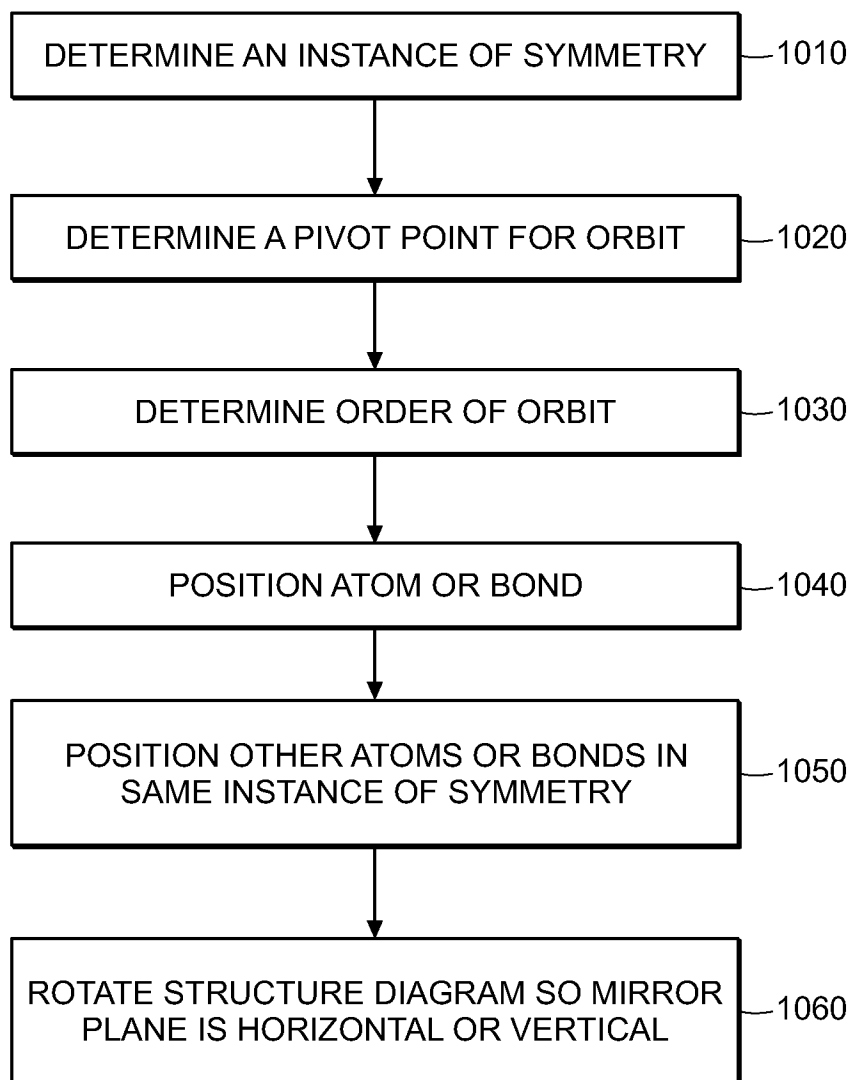 DETERMINE AN INSTANCE OF SYMMETRY 1010
DETERMINE A PIVOT POINT FOR ORBIT 1020
DETERMINE ORDER OF ORBIT 1030
POSITION ATOM OR BOND 1040
POSITION OTHER ATOMS OR BONDS IN
SAME INSTANCE OF SYMMETRY
1050
ROTATE STRUCTURE DIAGRAM SO MIRROR
PLANE IS HORIZONTAL OR VERTICAL
1060